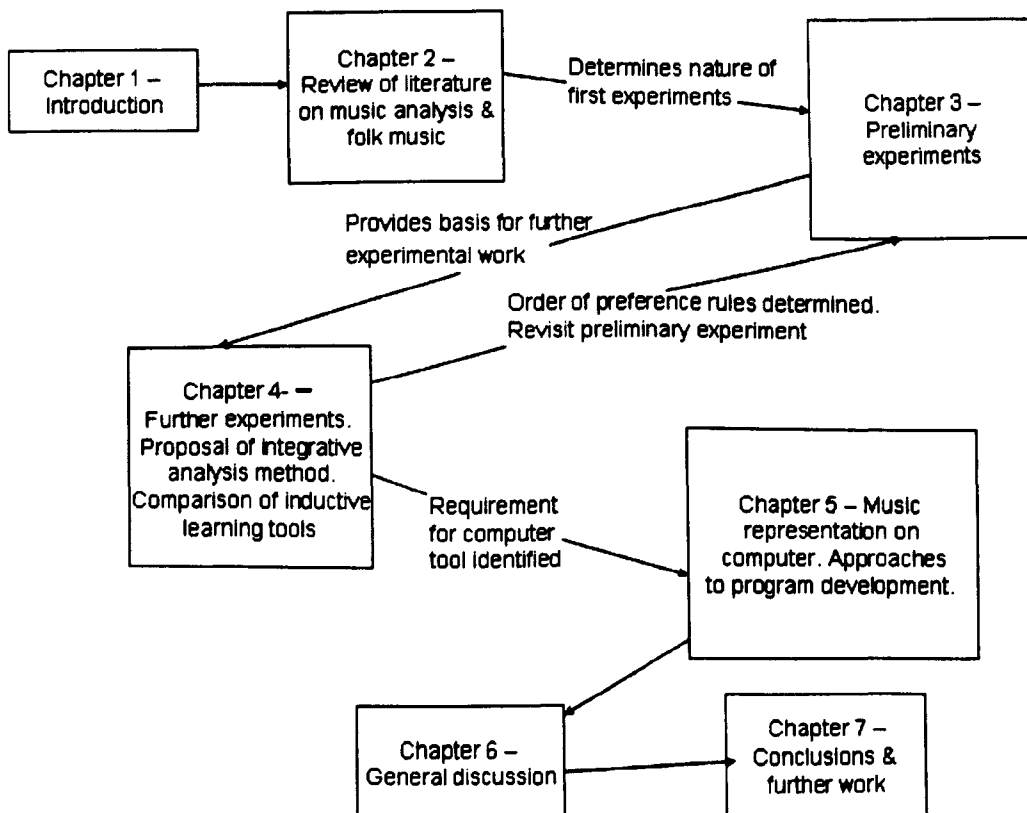 Chapter 1 –
Introduction
Chapter 2 –
Review of literature
on music analysis &
folk music
Determines nature of
first experiments
Chapter 3 –
Preliminary
experiments
Provides basis for further
experimental work
Order of preference rules determined.
Revisit preliminary experiment
Chapter 4- –
Further experiments.
Proposal of integrative
analysis method.
Comparison of inductive
learning tools
Requirement
for computer
tool identified
Chapter 5 – Music
representation on
computer. Approaches
to program development.
Chapter 6 –
General discussion
Chapter 7 –
Conclusions &
further work